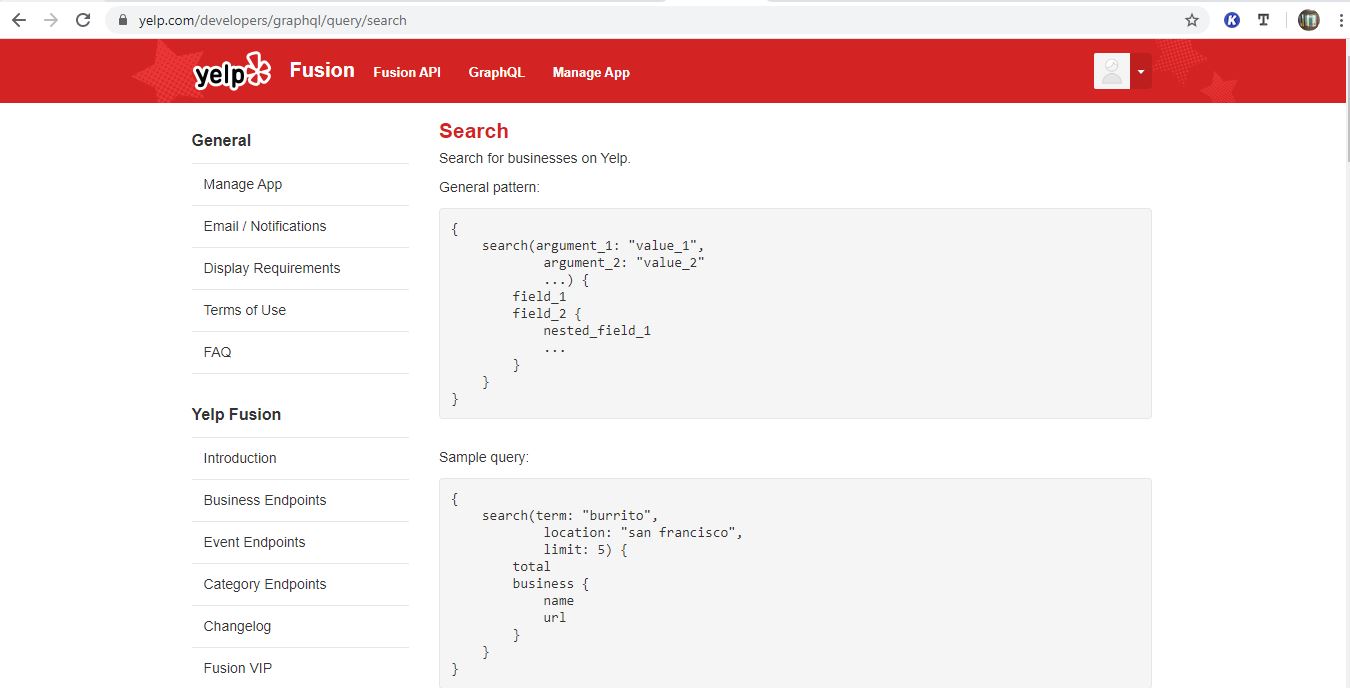 yelp.com/developers/graphql/query/search
K
T
yelp
Fusion
Fusion API
GraphQL
Manage App
General
Manage App
Email / Notifications
Display Requirements
Terms of Use
FAQ
Yelp Fusion
Introduction
Business Endpoints
Event Endpoints
Category Endpoints
Changelog
Fusion VIP
Search
Search for businesses on Yelp.
General pattern:
{
    search(argument_1: "value_1",
            argument_2: "value_2"
            ...) {
        field_1
        field_2 {
            nested_field_1
            ...
        }
    }
}
Sample query:
{
    search(term: "burrito",
            location: "san francisco",
            limit: 5) {
        total
        business {
            name
            url
        }
    }
}